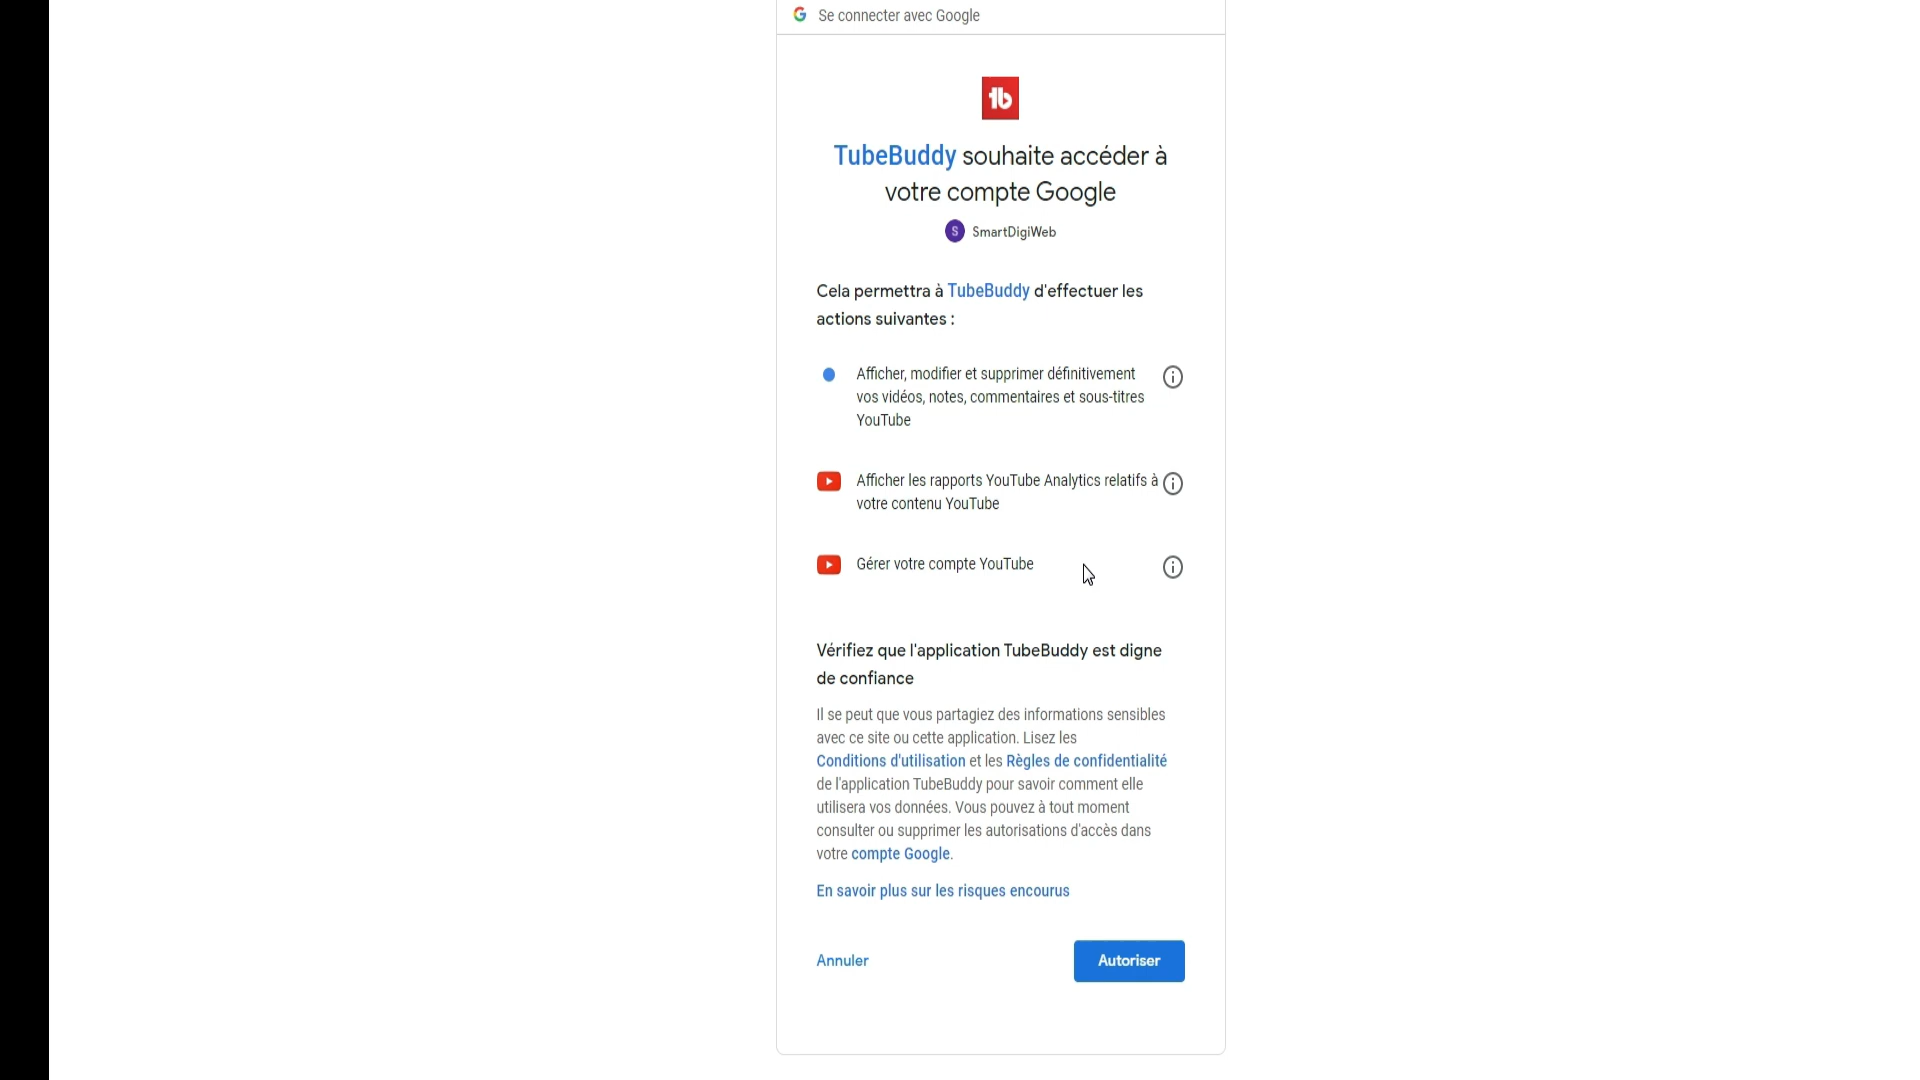 Se connecter avec Google
tb
TubeBuddy souhaite accéder à
votre compte Google
S SmartDigiWeb
Cela permettra à TubeBuddy d'effectuer les
actions suivantes :
Afficher, modifier et supprimer définitivement
vos vidéos, notes, commentaires et sous-titres
YouTube
Afficher les rapports YouTube Analytics relatifs à
votre contenu YouTube
Gérer votre compte YouTube
Vérifiez que l'application TubeBuddy est digne
de confiance
Il se peut que vous partagiez des informations sensibles
avec ce site ou cette application. Lisez les
Conditions d'utilisation et les Règles de confidentialité
de l'application TubeBuddy pour savoir comment elle
utilisera vos données. Vous pouvez à tout moment
consulter ou supprimer les autorisations d'accès dans
votre compte Google.
En savoir plus sur les risques encourus
Annuler
Autoriser